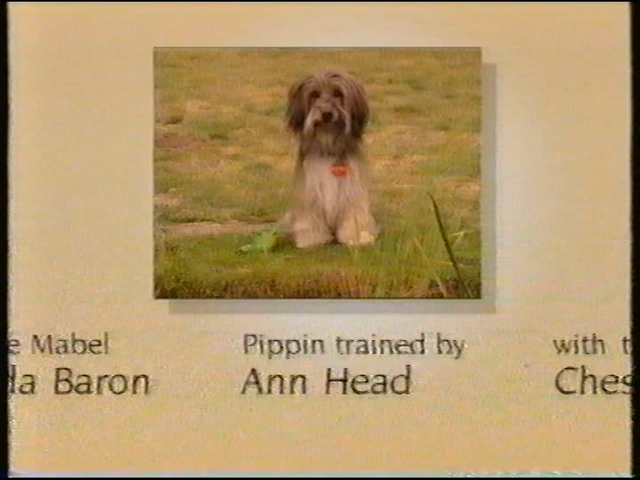 e Mabel
da Baron
Pippin trained by
Ann Head
with t
Ches